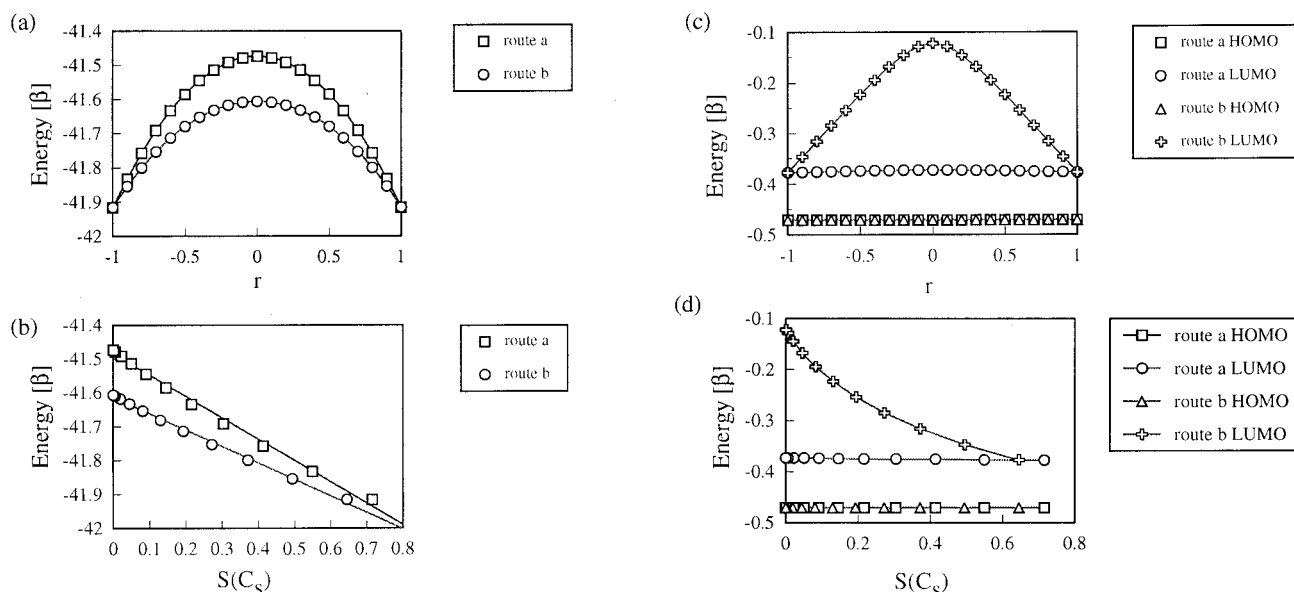 (a)
-41.4
-41.5
-41.6
-41.7
-41.8
-41.9
-42
Energy [β]
-1
-0.5
0
0.5
1
r
route a
route b
(b)
-41.4
-41.5
-41.6
-41.7
-41.8
-41.9
-42
Energy [β]
0 0.1 0.2 0.3 0.4 0.5 0.6 0.7 0.8
S(C_S)
route a
route b
(c)
-0.1
-0.2
-0.3
-0.4
-0.5
Energy [β]
-1
-0.5
0
0.5
1
r
route a HOMO
route a LUMO
route b HOMO
route b LUMO
(d)
-0.1
-0.2
-0.3
-0.4
-0.5
Energy [β]
0 0.2 0.4 0.6 0.8
S(C_S)
route a HOMO
route a LUMO
route b HOMO
route b LUMO